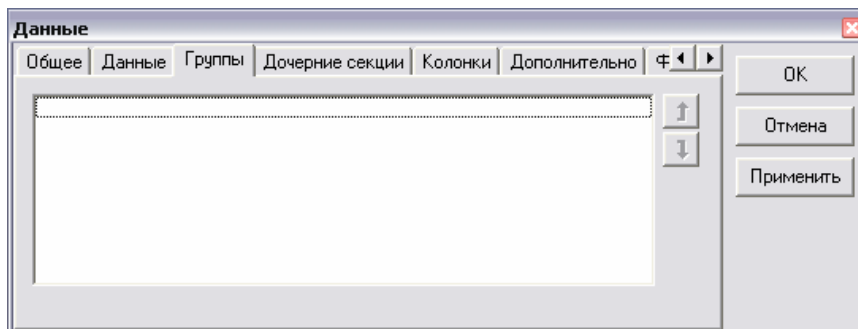 Данные
Общее Данные Группы Дочерние секции Колонки Дополнительно
ОК
Отмена
Применить